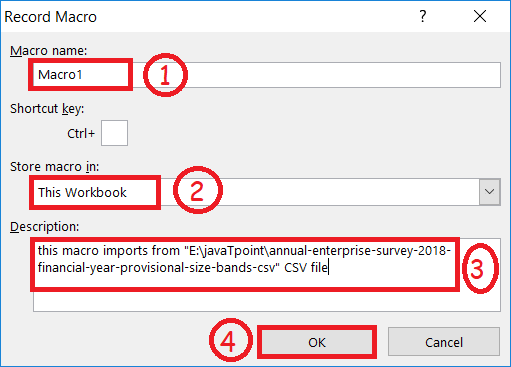 Record Macro ? ×
Macro name:
Macro1 1
Shortcut key:
Ctrl+
Store macro in:
This Workbook 2
Description:
this macro imports from "E:\javaTpoint\annual-enterprise-survey-2018-
financial-year-provisional-size-bands-csv" CSV file 3
4 OK Cancel